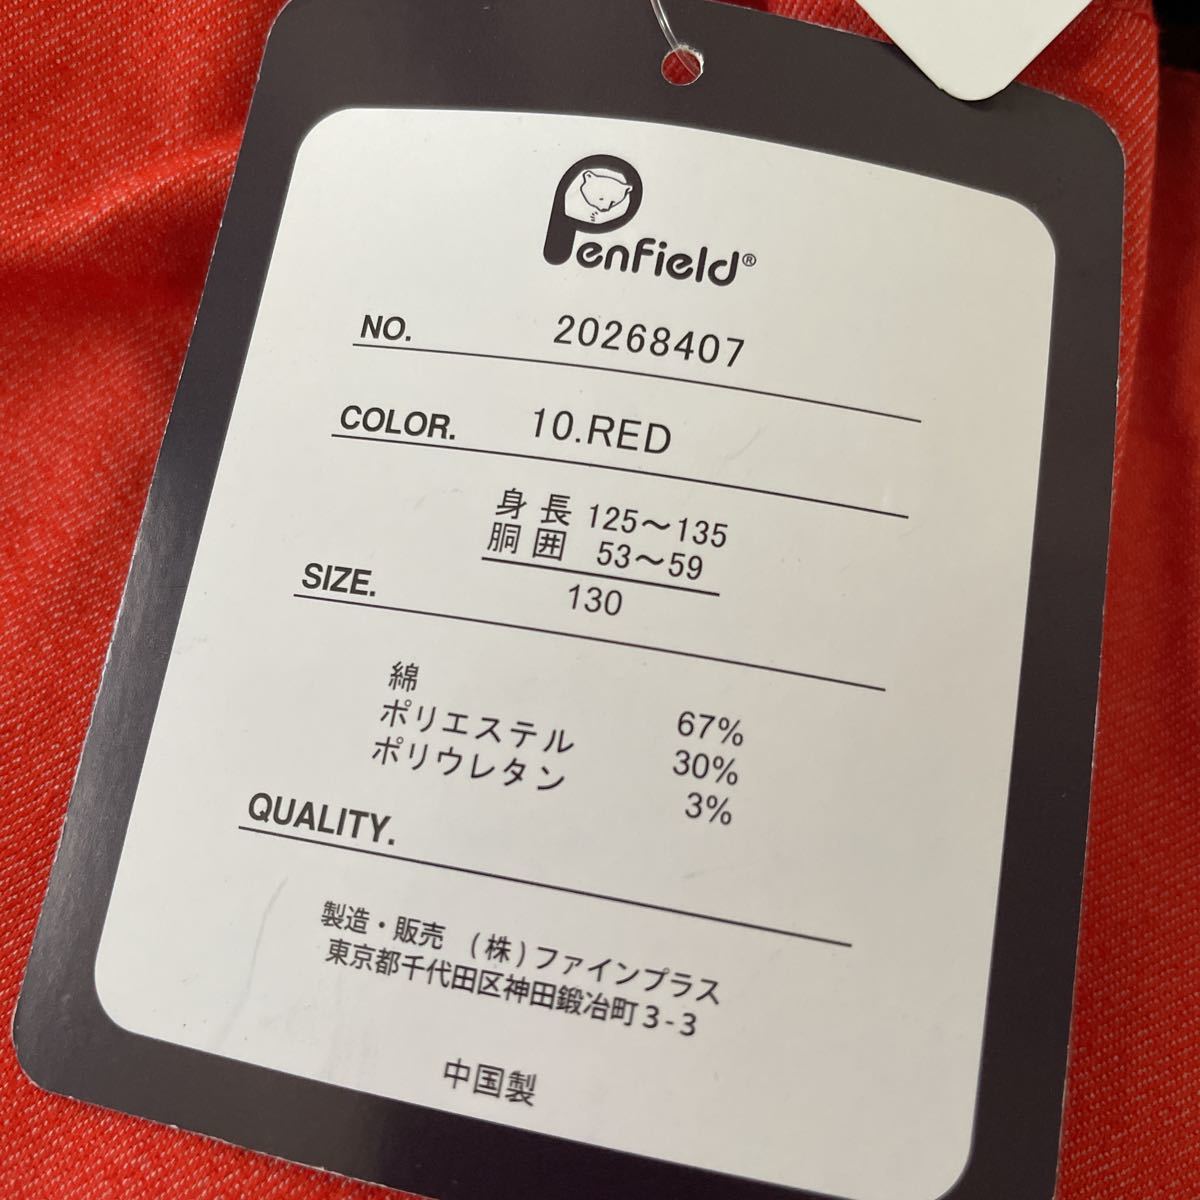 Penfield®
NO. 20268407
COLOR. 10.RED
身長 125〜135
胴囲 53〜59
SIZE. 130
綿 67%
ポリエステル 30%
ポリウレタン 3%
QUALITY.
製造・販売 (株)ファインプラス
東京都千代田区神田鍛冶町3-3
中国製